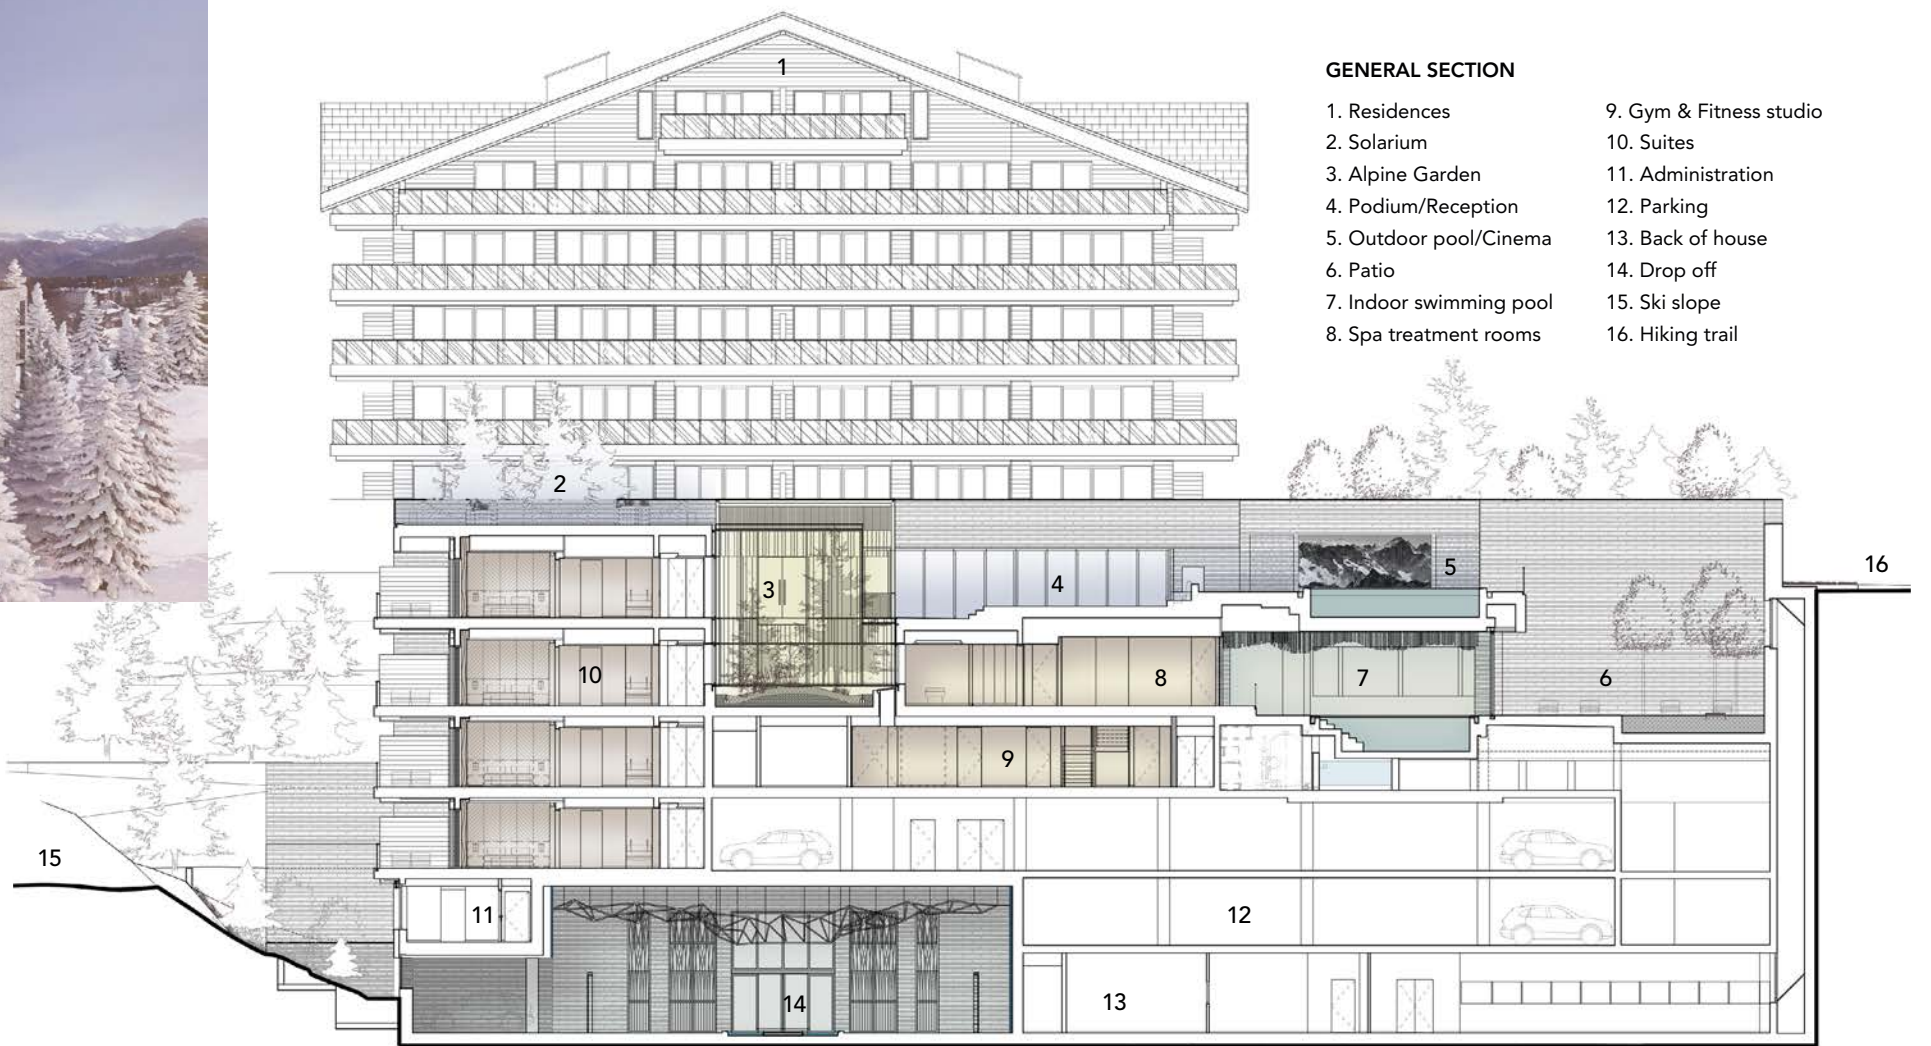 GENERAL SECTION
1. Residences
2. Solarium
3. Alpine Garden
4. Podium/Reception
5. Outdoor pool/Cinema
6. Patio
7. Indoor swimming pool
8. Spa treatment rooms
9. Gym & Fitness studio
10. Suites
11. Administration
12. Parking
13. Back of house
14. Drop off
15. Ski slope
16. Hiking trail
1
2
3
4
5
16
10
8
7
6
9
15
11
12
14
13